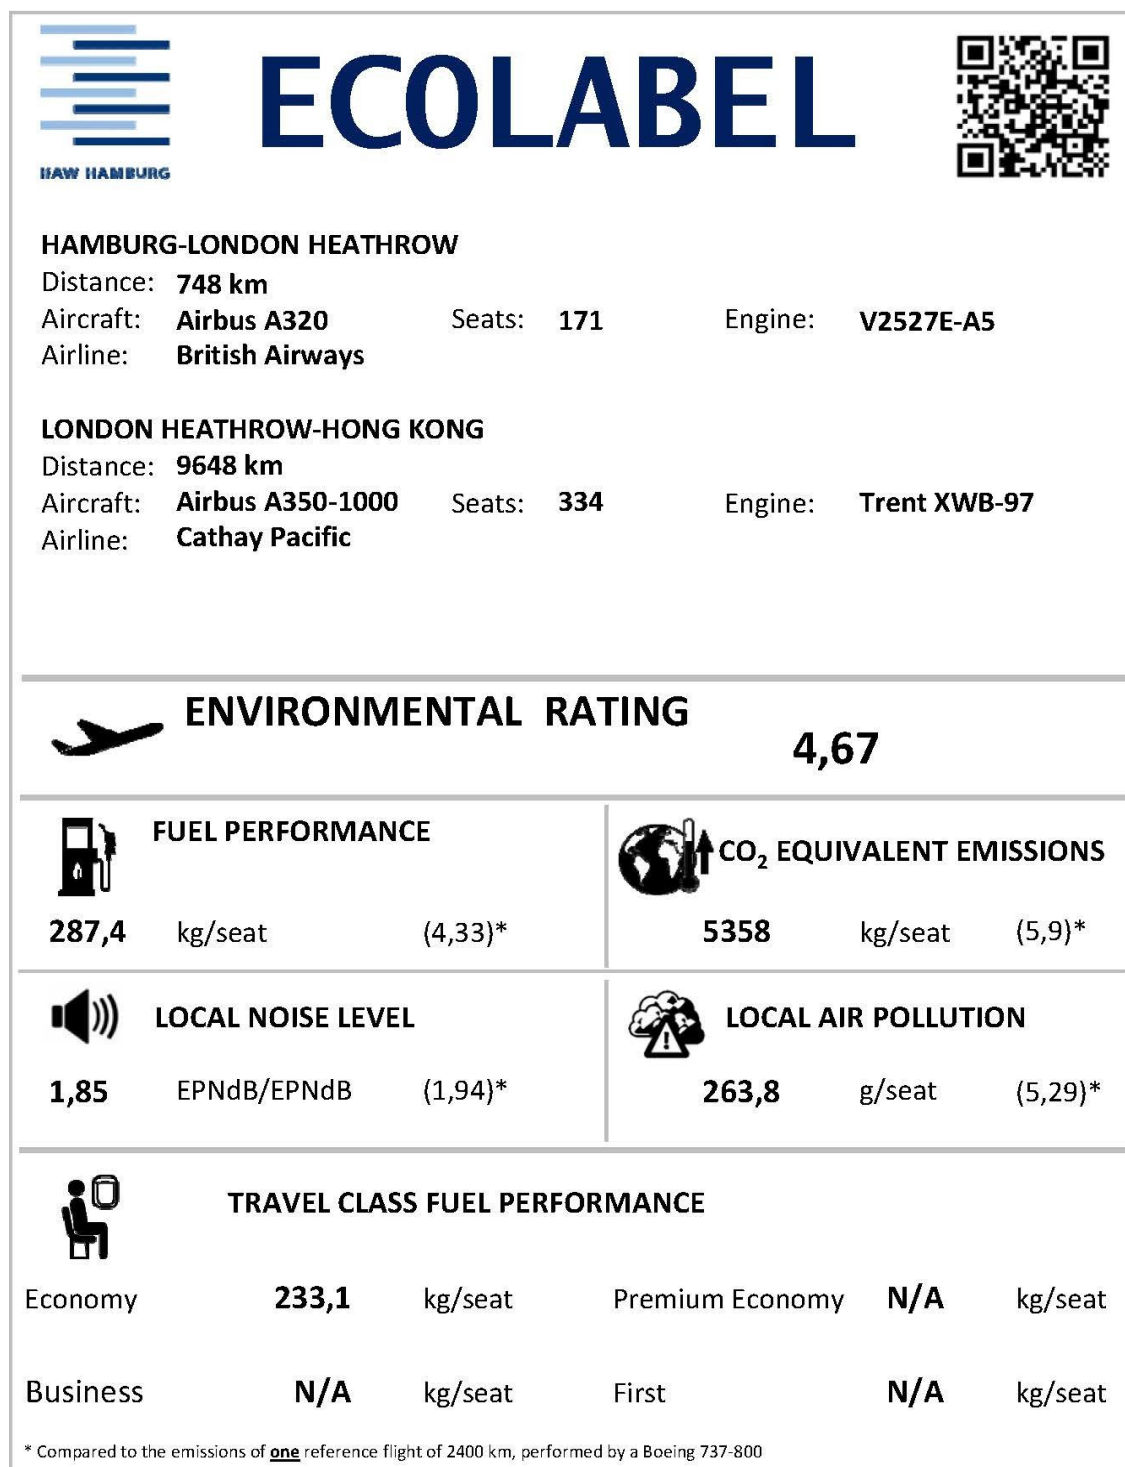 HAW HAMBURG
ECOLABEL
HAMBURG-LONDON HEATHROW
Distance: 748 km
Aircraft: Airbus A320 Seats: 171 Engine: V2527E-A5
Airline: British Airways
LONDON HEATHROW-HONG KONG
Distance: 9648 km
Aircraft: Airbus A350-1000 Seats: 334 Engine: Trent XWB-97
Airline: Cathay Pacific
ENVIRONMENTAL RATING
4,67
FUEL PERFORMANCE
287,4 kg/seat (4,33)*
CO₂ EQUIVALENT EMISSIONS
5358 kg/seat (5,9)*
LOCAL NOISE LEVEL
1,85 EPNdB/EPNdB (1,94)*
LOCAL AIR POLLUTION
263,8 g/seat (5,29)*
TRAVEL CLASS FUEL PERFORMANCE
Economy 233,1 kg/seat Premium Economy N/A kg/seat
Business N/A kg/seat First N/A kg/seat
* Compared to the emissions of one reference flight of 2400 km, performed by a Boeing 737-800